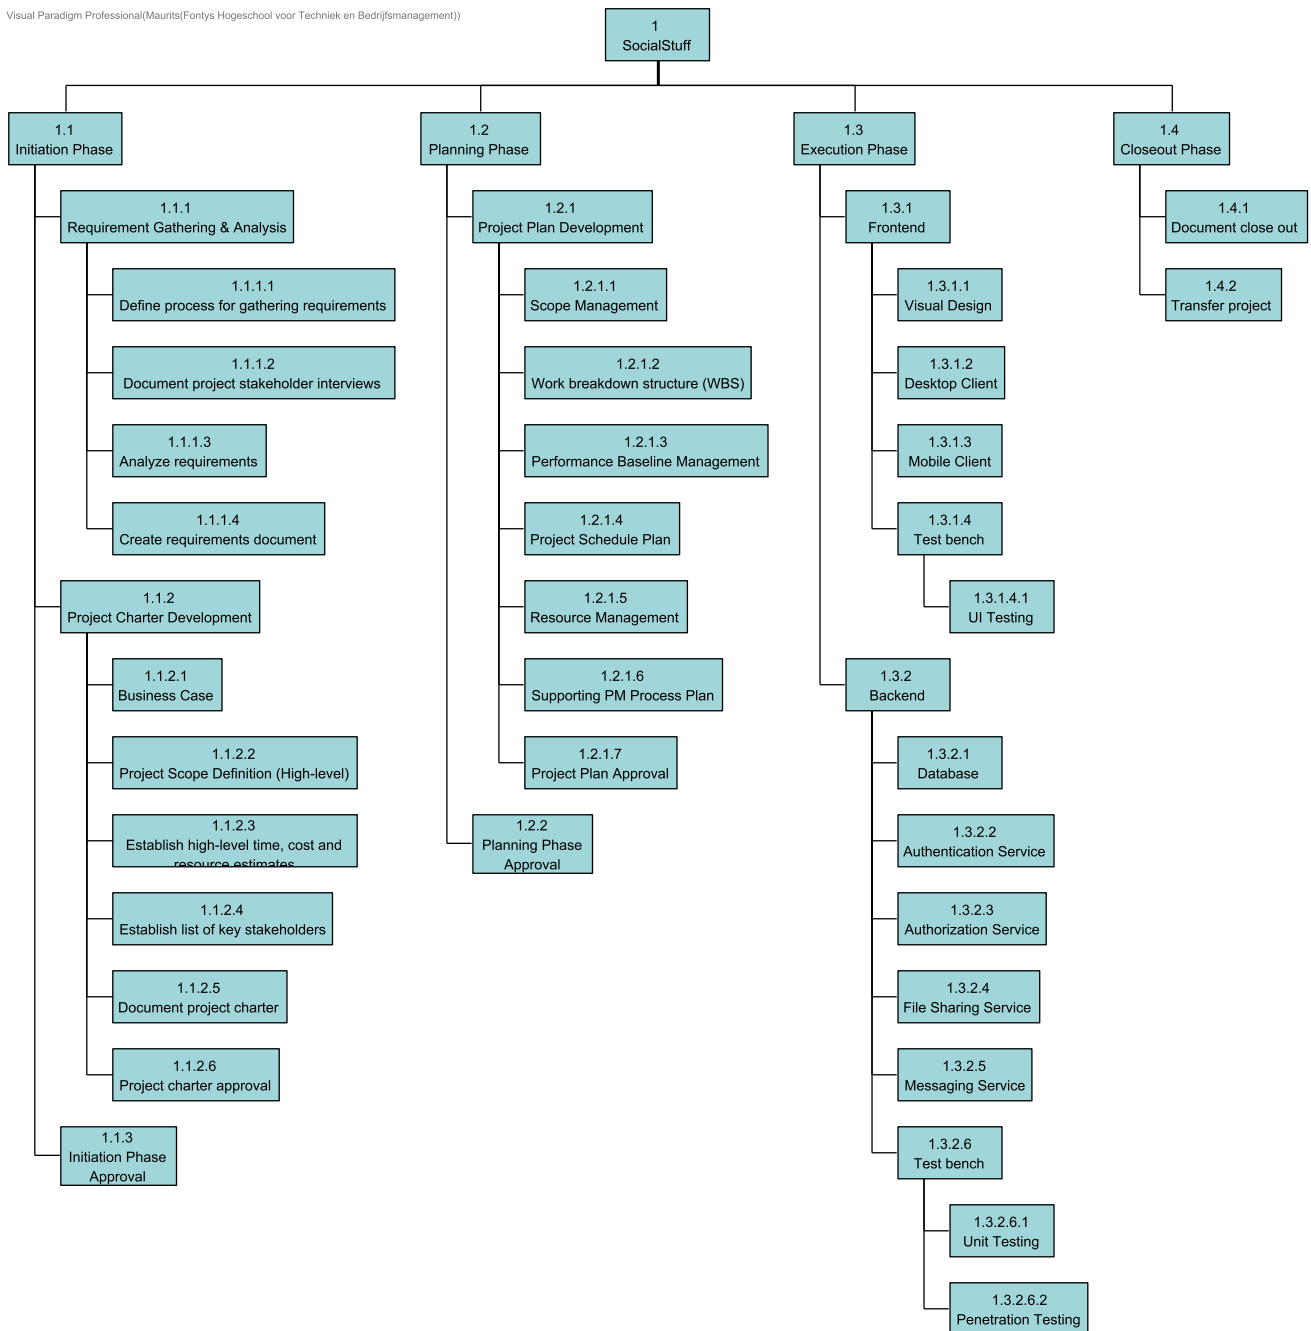 Visual Paradigm Professional(Maurits(Fontys Hogeschool voor Techniek en Bedrijfsmanagement))
1
SocialStuff
1.1
Initiation Phase
1.1.1
Requirement Gathering & Analysis
1.1.1.1
Define process for gathering requirements
1.1.1.2
Document project stakeholder interviews
1.1.1.3
Analyze requirements
1.1.1.4
Create requirements document
1.1.2
Project Charter Development
1.1.2.1
Business Case
1.1.2.2
Project Scope Definition (High-level)
1.1.2.3
Establish high-level time, cost and
resource estimates
1.1.2.4
Establish list of key stakeholders
1.1.2.5
Document project charter
1.1.2.6
Project charter approval
1.1.3
Initiation Phase
Approval
1.2
Planning Phase
1.2.1
Project Plan Development
1.2.1.1
Scope Management
1.2.1.2
Work breakdown structure (WBS)
1.2.1.3
Performance Baseline Management
1.2.1.4
Project Schedule Plan
1.2.1.5
Resource Management
1.2.1.6
Supporting PM Process Plan
1.2.1.7
Project Plan Approval
1.2.2
Planning Phase
Approval
1.3
Execution Phase
1.3.1
Frontend
1.3.1.1
Visual Design
1.3.1.2
Desktop Client
1.3.1.3
Mobile Client
1.3.1.4
Test bench
1.3.1.4.1
UI Testing
1.3.2
Backend
1.3.2.1
Database
1.3.2.2
Authentication Service
1.3.2.3
Authorization Service
1.3.2.4
File Sharing Service
1.3.2.5
Messaging Service
1.3.2.6
Test bench
1.3.2.6.1
Unit Testing
1.3.2.6.2
Penetration Testing
1.4
Closeout Phase
1.4.1
Document close out
1.4.2
Transfer project